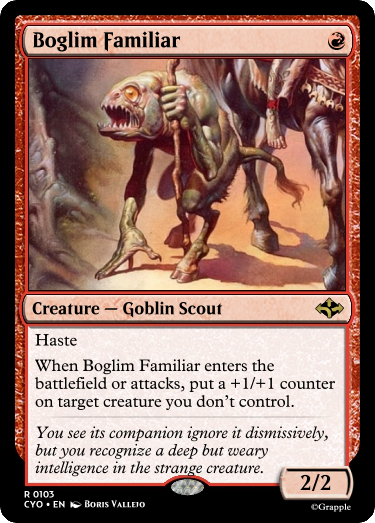 Boglim Familiar
Creature — Goblin Scout
Haste
When Boglim Familiar enters the
battlefield or attacks, put a +1/+1 counter
on target creature you don't control.
You see its companion ignore it dismissively,
but you recognize a deep but weary
intelligence in the strange creature.
2/2
R 0103
CYO • EN Boris Vallejo
©Grapple